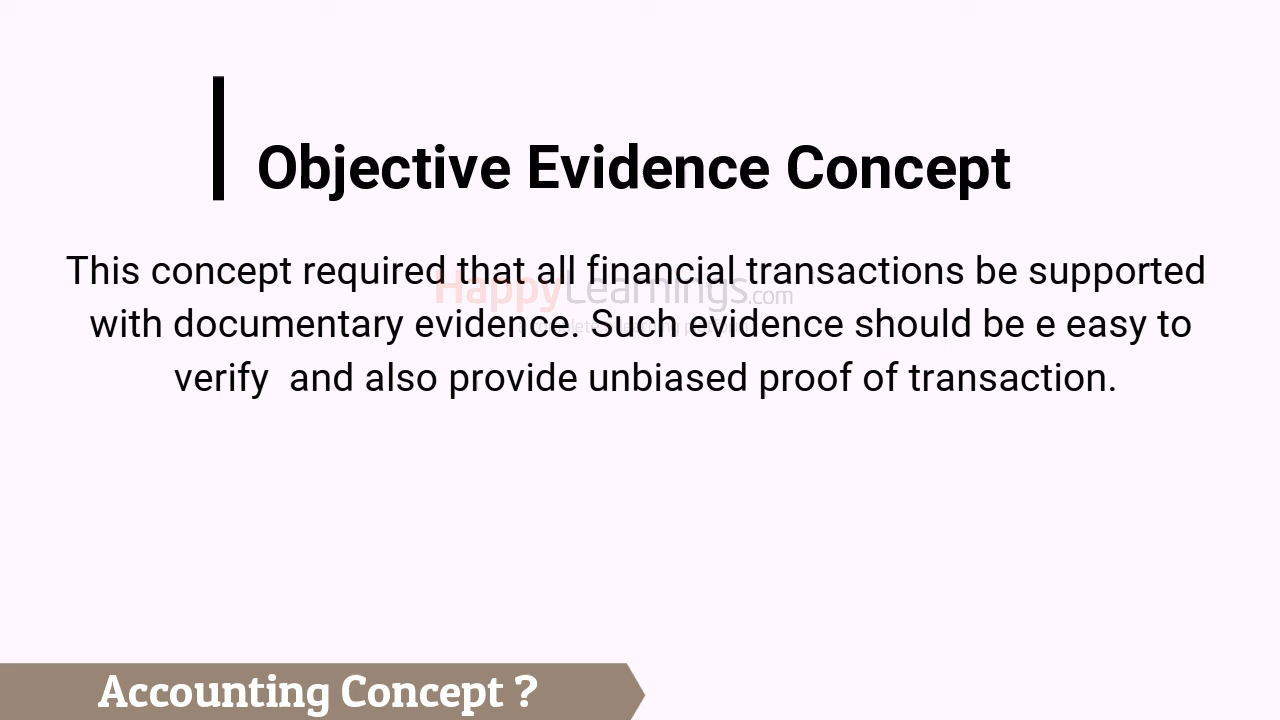 Objective Evidence Concept
This concept required that all financial transactions be supported
HappyLearnings.com
with documentary evidence. Such evidence should be e easy to
verify  and also provide unbiased proof of transaction.
Accounting Concept ?